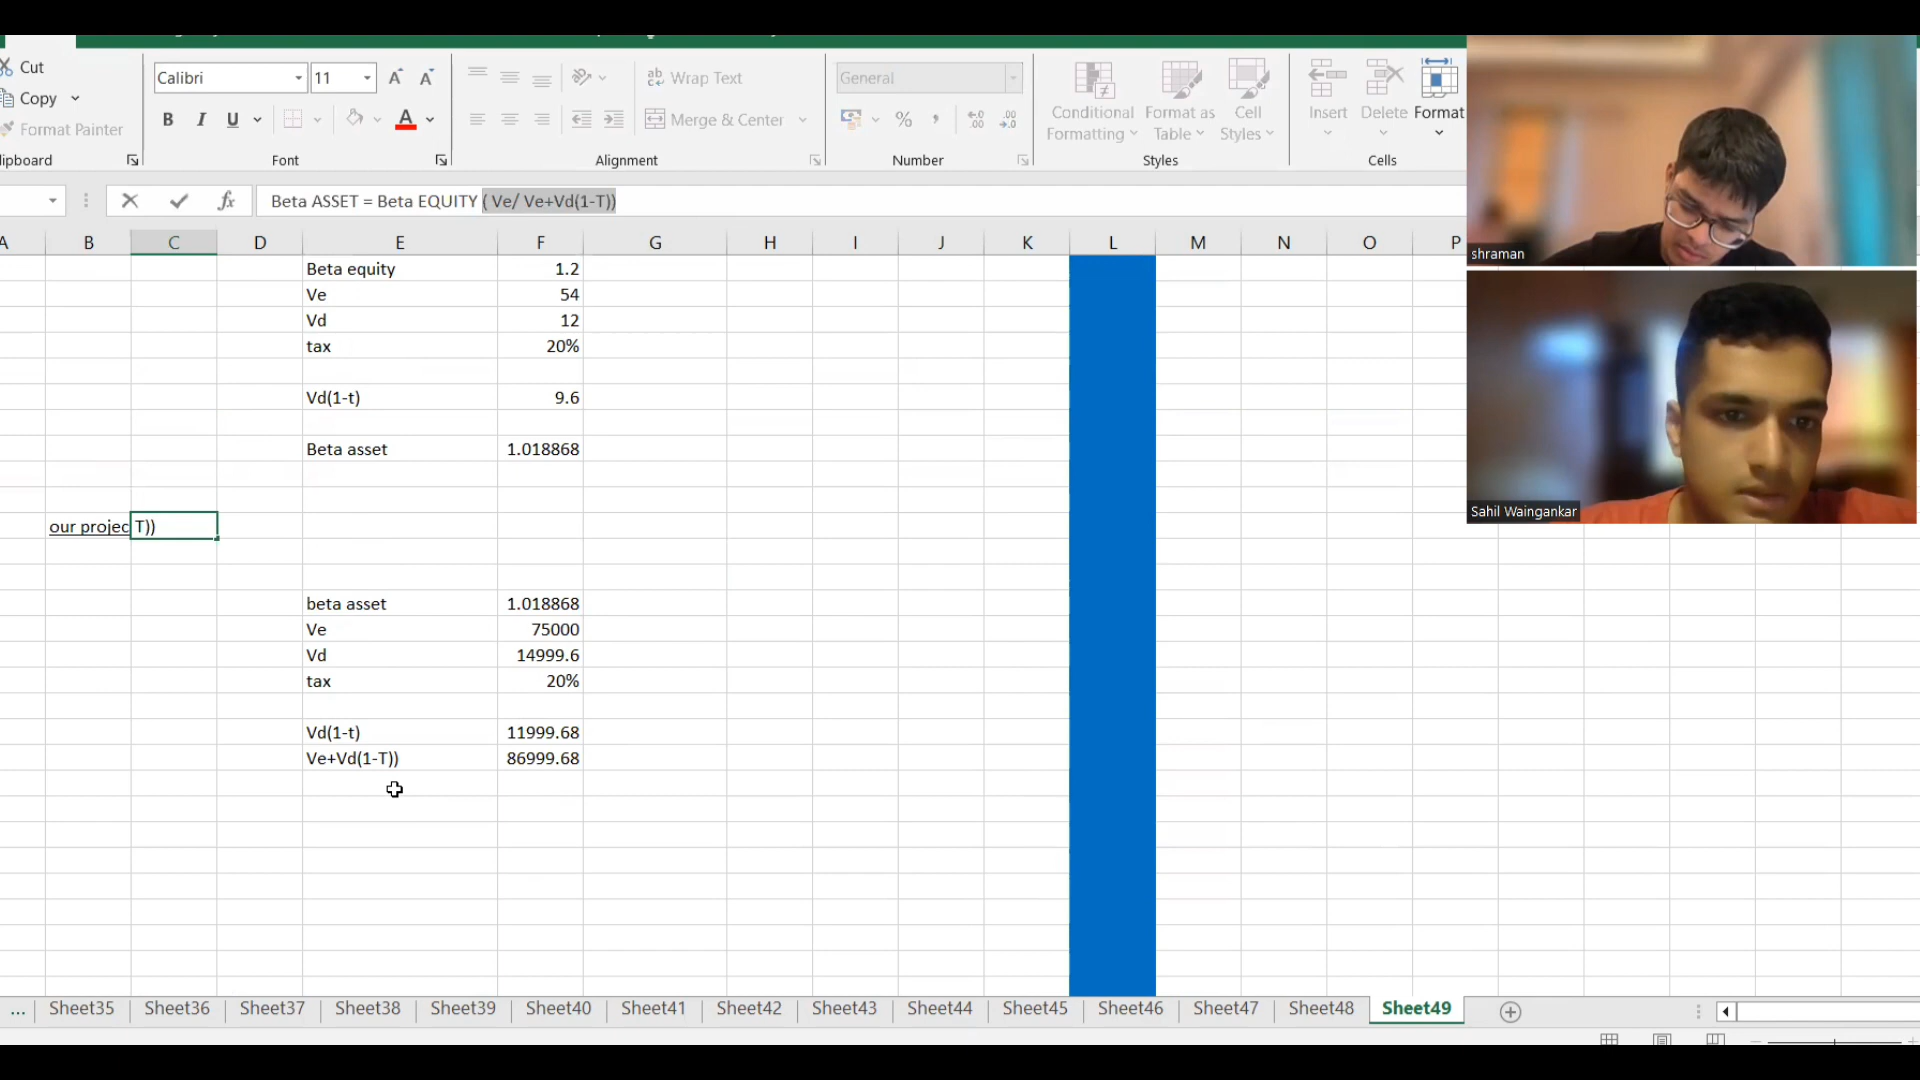 Cut
Copy
Format Painter
lipboard
Calibri 11 A A
B I U A
Font
ab Wrap Text
Merge & Center
Alignment
General
% ,
Number
Conditional Formatting
Format as Table
Cell Styles
Styles
Insert Delete Format
Cells
fx Beta ASSET = Beta EQUITY ( Ve/ Ve+Vd(1-T))
A B C D E F G H I J K L M N O P
Beta equity 1.2
Ve 54
Vd 12
tax 20%
Vd(1-t) 9.6
Beta asset 1.018868
our projec T))
beta asset 1.018868
Ve 75000
Vd 14999.6
tax 20%
Vd(1-t) 11999.68
Ve+Vd(1-T)) 86999.68
shraman
Sahil Waingankar
... Sheet35 Sheet36 Sheet37 Sheet38 Sheet39 Sheet40 Sheet41 Sheet42 Sheet43 Sheet44 Sheet45 Sheet46 Sheet47 Sheet48 Sheet49